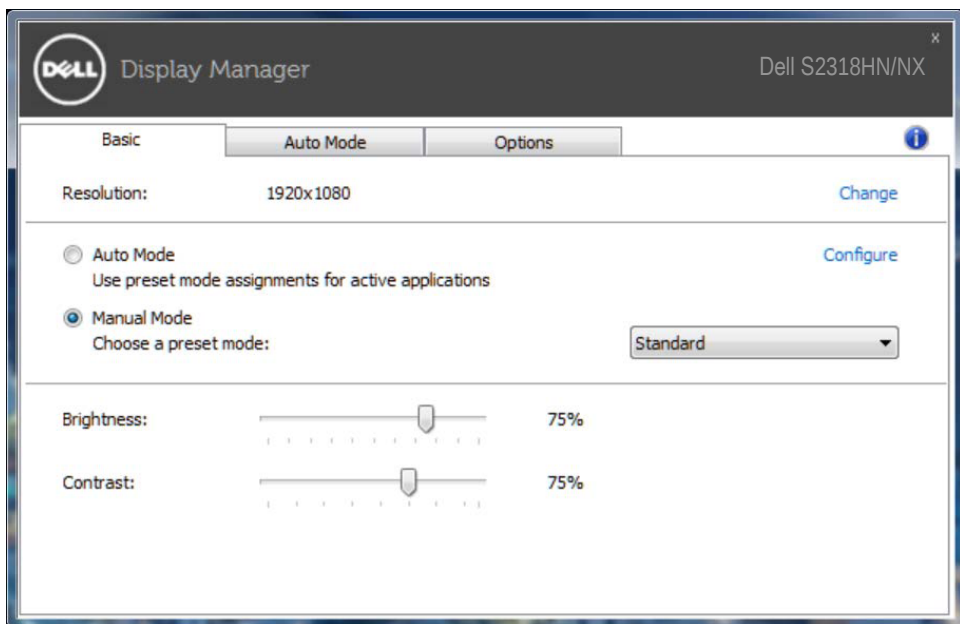 x
DELL Display Manager Dell S2318HN/NX
Basic Auto Mode Options i
Resolution: 1920x1080 Change
Auto Mode Configure
Use preset mode assignments for active applications
Manual Mode
Choose a preset mode: Standard
Brightness: 75%
Contrast: 75%